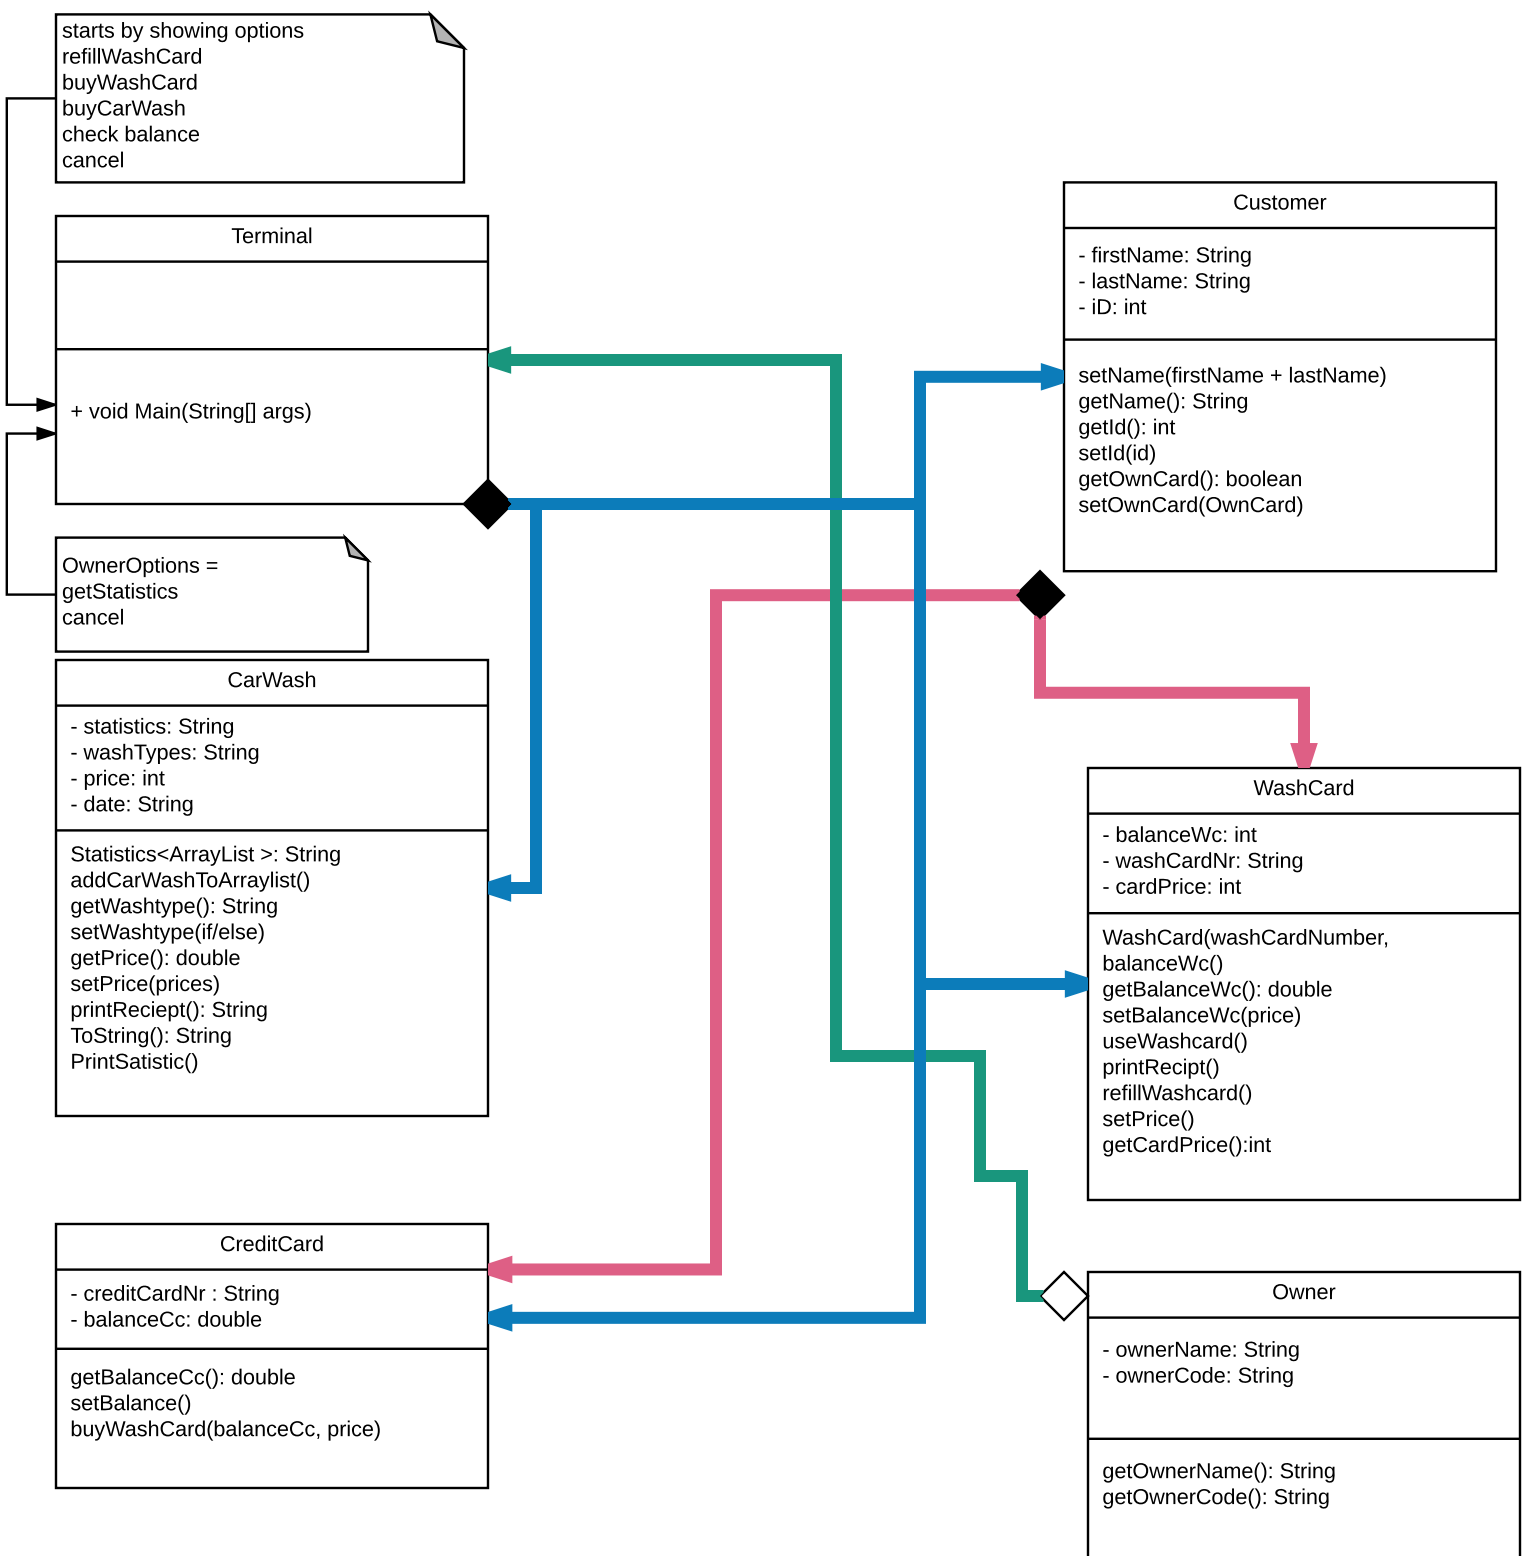 starts by showing options
refillWashCard
buyWashCard
buyCarWash
check balance
cancel
Terminal
+ void Main(String[] args)
OwnerOptions =
getStatistics
cancel
CarWash
- statistics: String
- washTypes: String
- price: int
- date: String
Statistics<ArrayList >: String
addCarWashToArraylist()
getWashtype(): String
setWashtype(if/else)
getPrice(): double
setPrice(prices)
printReciept(): String
ToString(): String
PrintSatistic()
CreditCard
- creditCardNr : String
- balanceCc: double
getBalanceCc(): double
setBalance()
buyWashCard(balanceCc, price)
Customer
- firstName: String
- lastName: String
- iD: int
setName(firstName + lastName)
getName(): String
getId(): int
setId(id)
getOwnCard(): boolean
setOwnCard(OwnCard)
WashCard
- balanceWc: int
- washCardNr: String
- cardPrice: int
WashCard(washCardNumber,
balanceWc()
getBalanceWc(): double
setBalanceWc(price)
useWashcard()
printRecipt()
refillWashcard()
setPrice()
getCardPrice():int
Owner
- ownerName: String
- ownerCode: String
getOwnerName(): String
getOwnerCode(): String